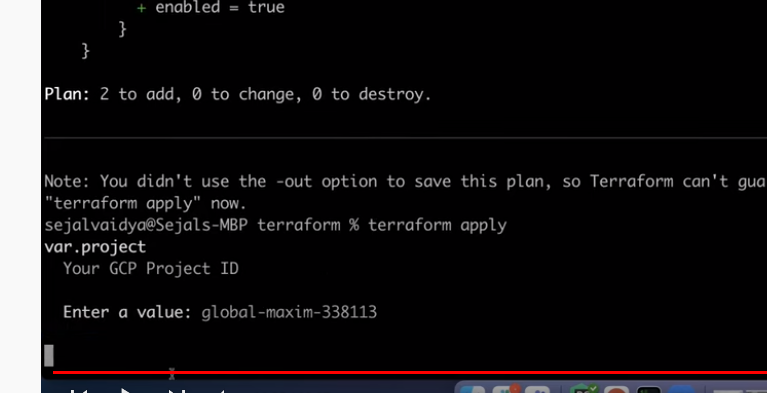 + enabled = true
}
}
Plan: 2 to add, 0 to change, 0 to destroy.
Note: You didn't use the -out option to save this plan, so Terraform can't gua
"terraform apply" now.
sejalvaidya@Sejals-MBP terraform % terraform apply
var.project
Your GCP Project ID
Enter a value: global-maxim-338113